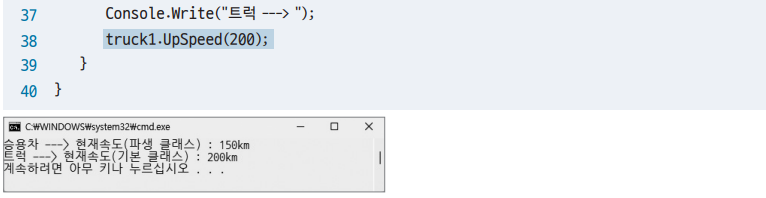 37 Console.Write("트럭 ---> ");
38 truck1.UpSpeed(200);
39 }
40 }
C:₩WINDOWS₩system32₩cmd.exe
승용차 ---> 현재속도(파생 클래스) : 150km
트럭 ---> 현재속도(기본 클래스) : 200km
계속하려면 아무 키나 누르십시오 . . .